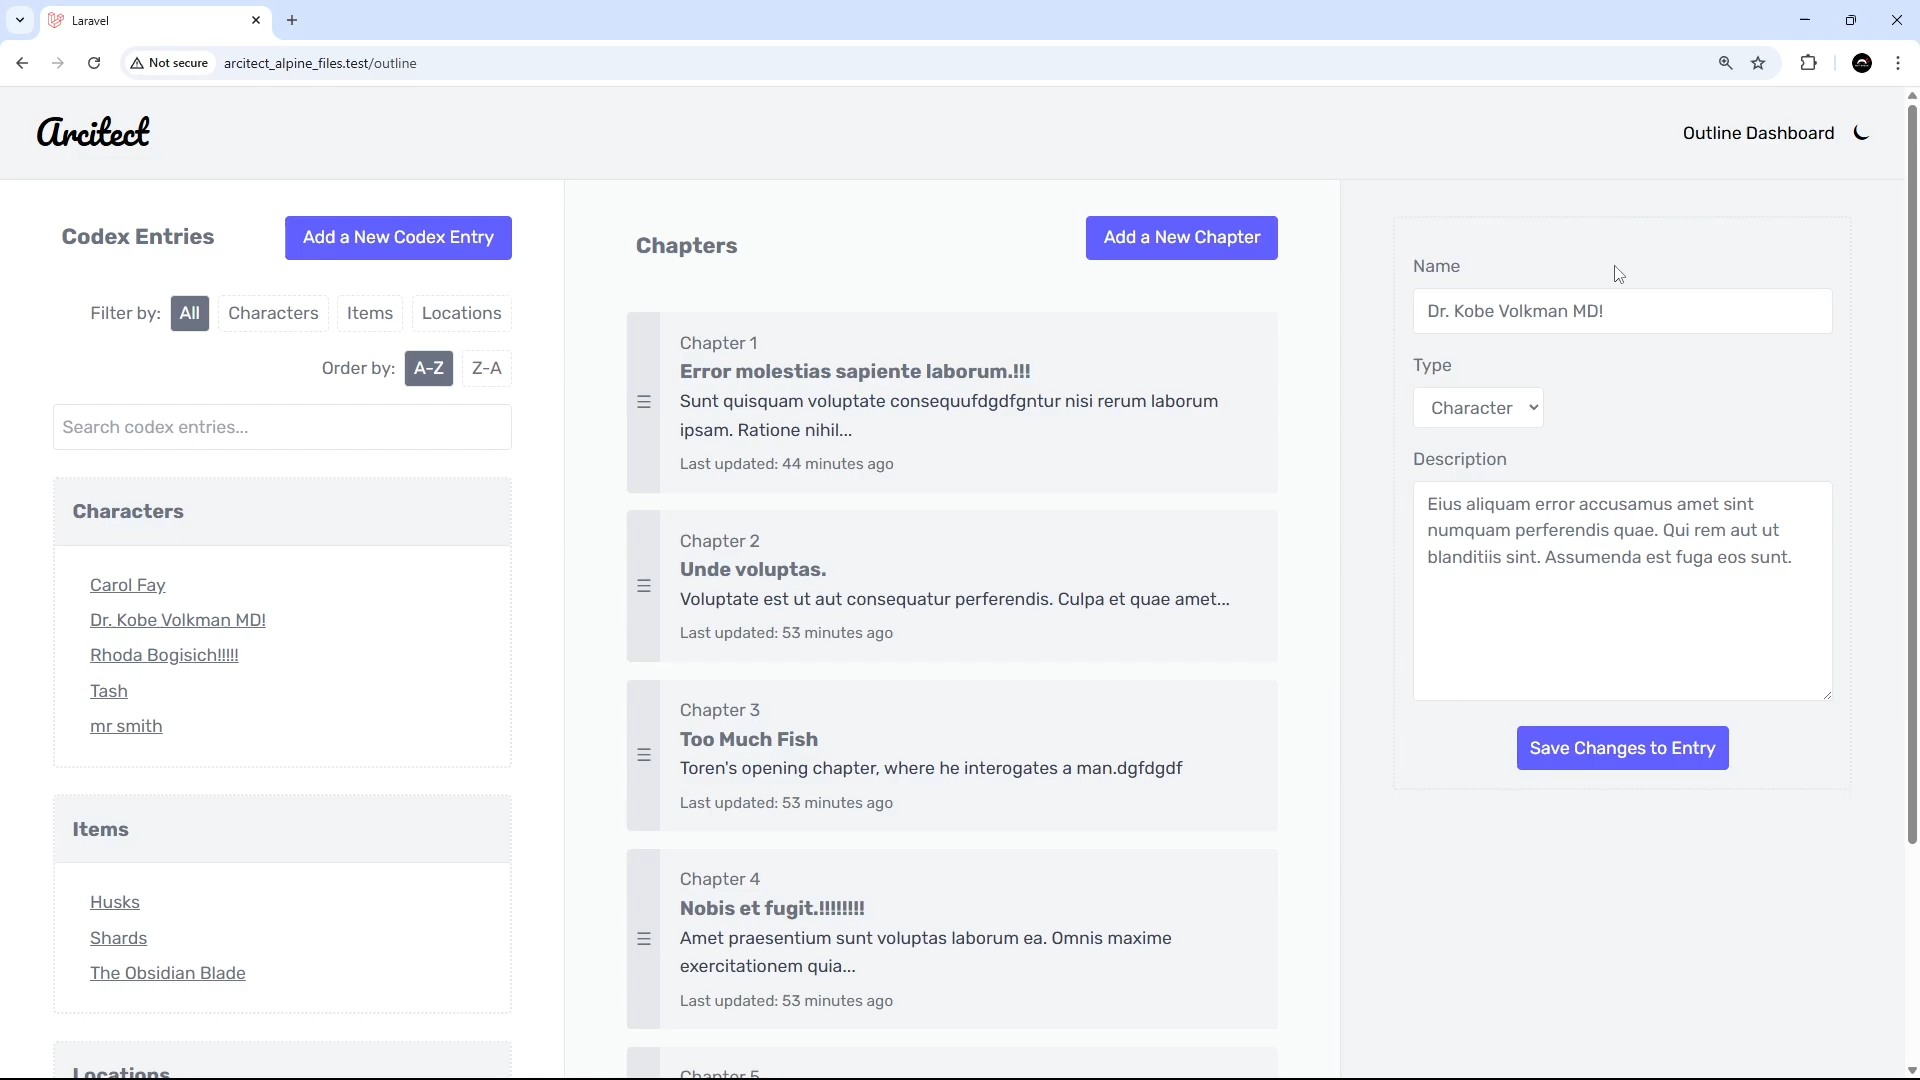 Laravel
Not secure
arcitect_alpine_files.test/outline
Arcitect
Outline Dashboard
Codex Entries
Add a New Codex Entry
Filter by:
All
Characters
Items
Locations
Order by:
A-Z
Z-A
Search codex entries...
Characters
Carol Fay
Dr. Kobe Volkman MD!
Rhoda Bogisich!!!!!
Tash
mr smith
Items
Husks
Shards
The Obsidian Blade
Locations
Chapters
Add a New Chapter
Chapter 1
Error molestias sapiente laborum.!!!
Sunt quisquam voluptate consequufdgdfgntur nisi rerum laborum
ipsam. Ratione nihil...
Last updated: 44 minutes ago
Chapter 2
Unde voluptas.
Voluptate est ut aut consequatur perferendis. Culpa et quae amet...
Last updated: 53 minutes ago
Chapter 3
Too Much Fish
Toren's opening chapter, where he interogates a man.dgfdgdf
Last updated: 53 minutes ago
Chapter 4
Nobis et fugit.!!!!!!!!
Amet praesentium sunt voluptas laborum ea. Omnis maxime
exercitationem quia...
Last updated: 53 minutes ago
Chapter 5
Name
Dr. Kobe Volkman MD!
Type
Character
Description
Eius aliquam error accusamus amet sint
numquam perferendis quae. Qui rem aut ut
blanditiis sint. Assumenda est fuga eos sunt.
Save Changes to Entry